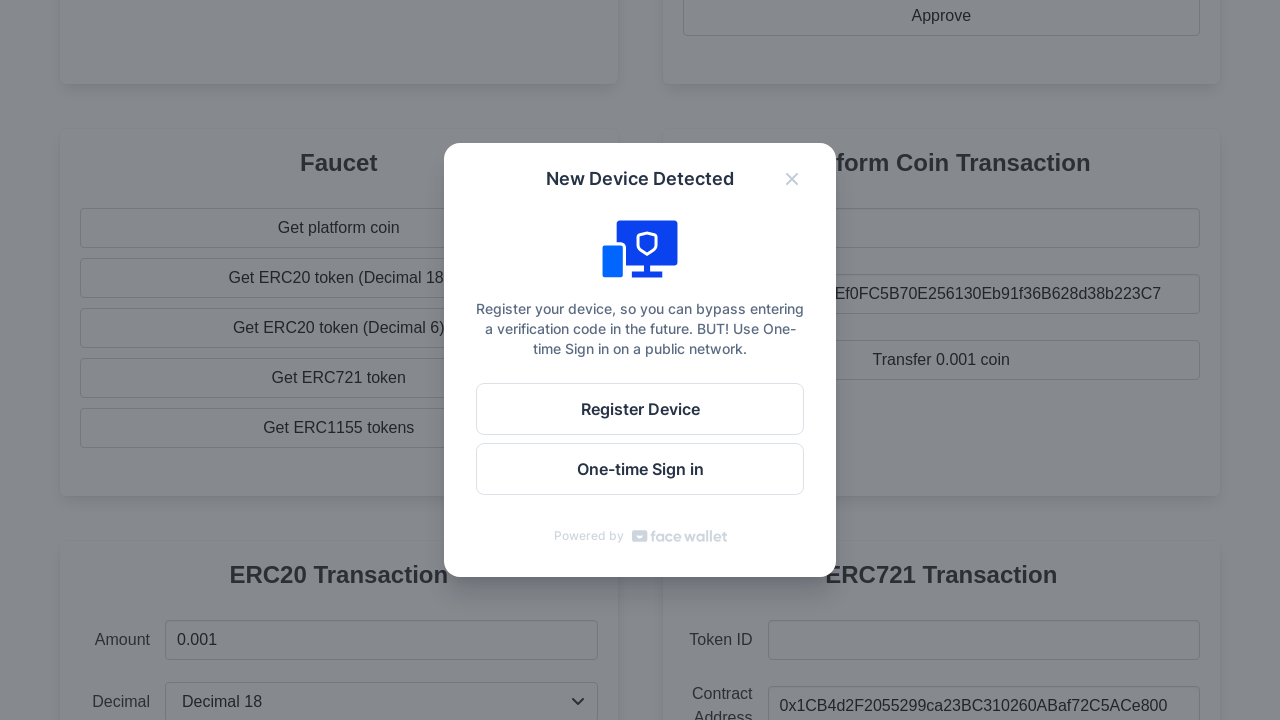 Approve
Faucet
form Coin Transaction
Get platform coin
Get ERC20 token (Decimal 18
Get ERC20 token (Decimal 6)
Get ERC721 token
Get ERC1155 tokens
Ef0FC5B70E256130Eb91f36B628d38b223C7
Transfer 0.001 coin
New Device Detected
Register your device, so you can bypass entering
a verification code in the future. BUT! Use One-
time Sign in on a public network.
Register Device
One-time Sign in
Powered by face wallet
ERC20 Transaction
Amount 0.001
Decimal Decimal 18
ERC721 Transaction
Token ID
Contract
Address
0x1CB4d2F2055299ca23BC310260ABaf72C5ACe800